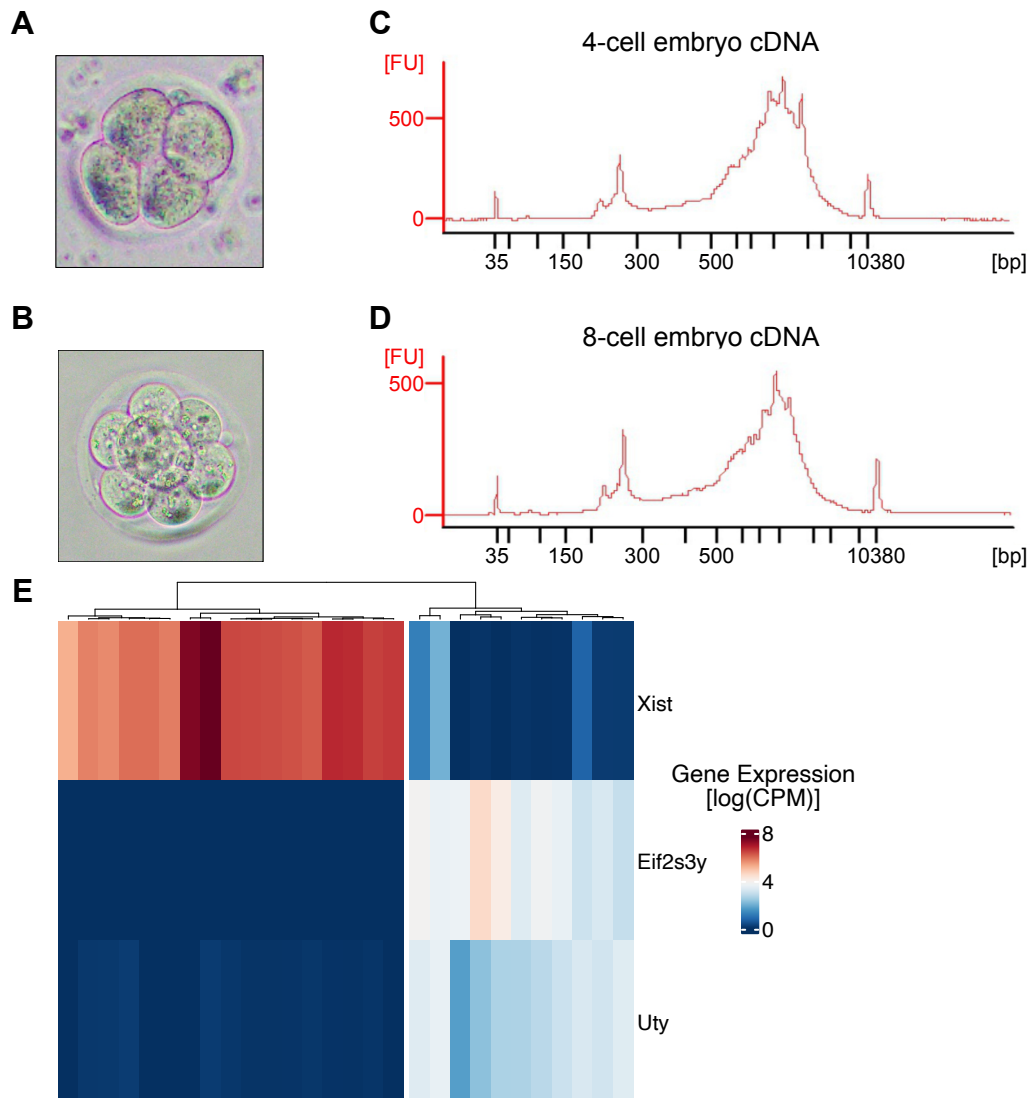 A
B
C
4-cell embryo cDNA
[FU]
500
0
35 150 300 500 10380 [bp]
D
8-cell embryo cDNA
[FU]
500
0
35 150 300 500 10380 [bp]
E
Xist
Eif2s3y
Uty
Gene Expression
[log(CPM)]
8
4
0